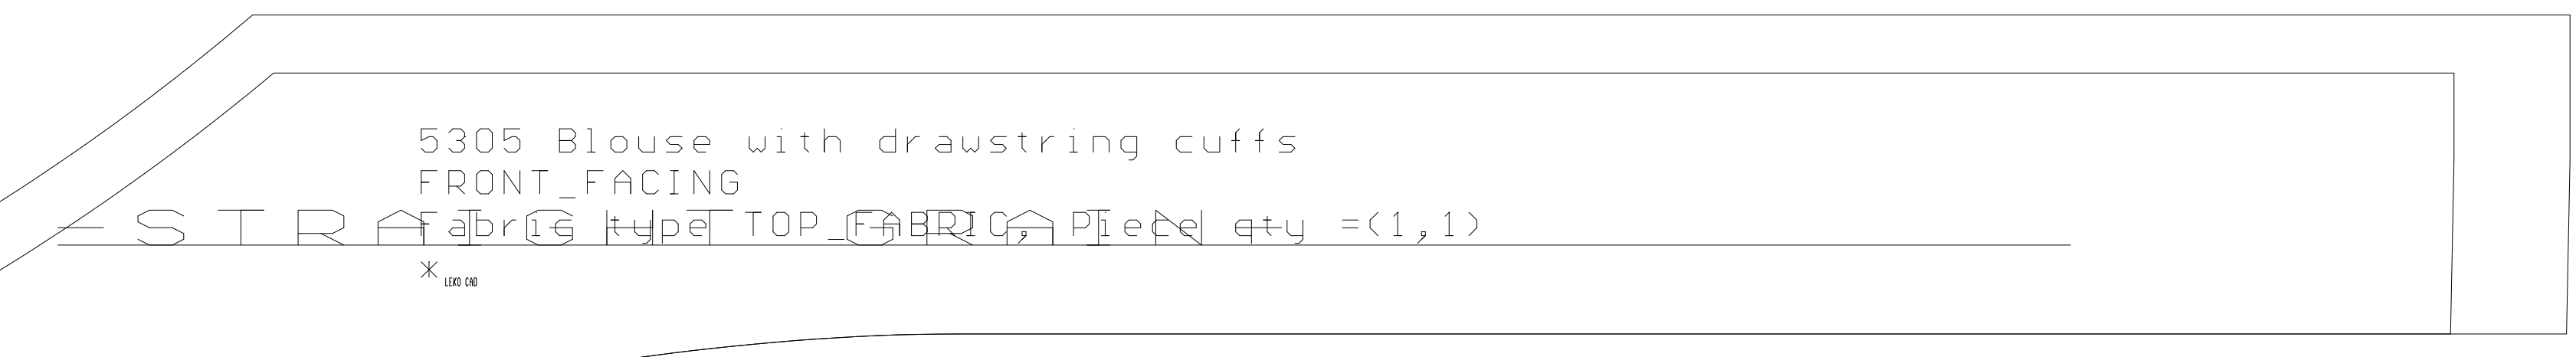 5305 Blouse with drawstring cuffs
FRONT_FACING
Fabric type TOP_FABRIC, Piece qty =(1,1)
-STRAIGHT GRAIN-
*
LEKO CAD